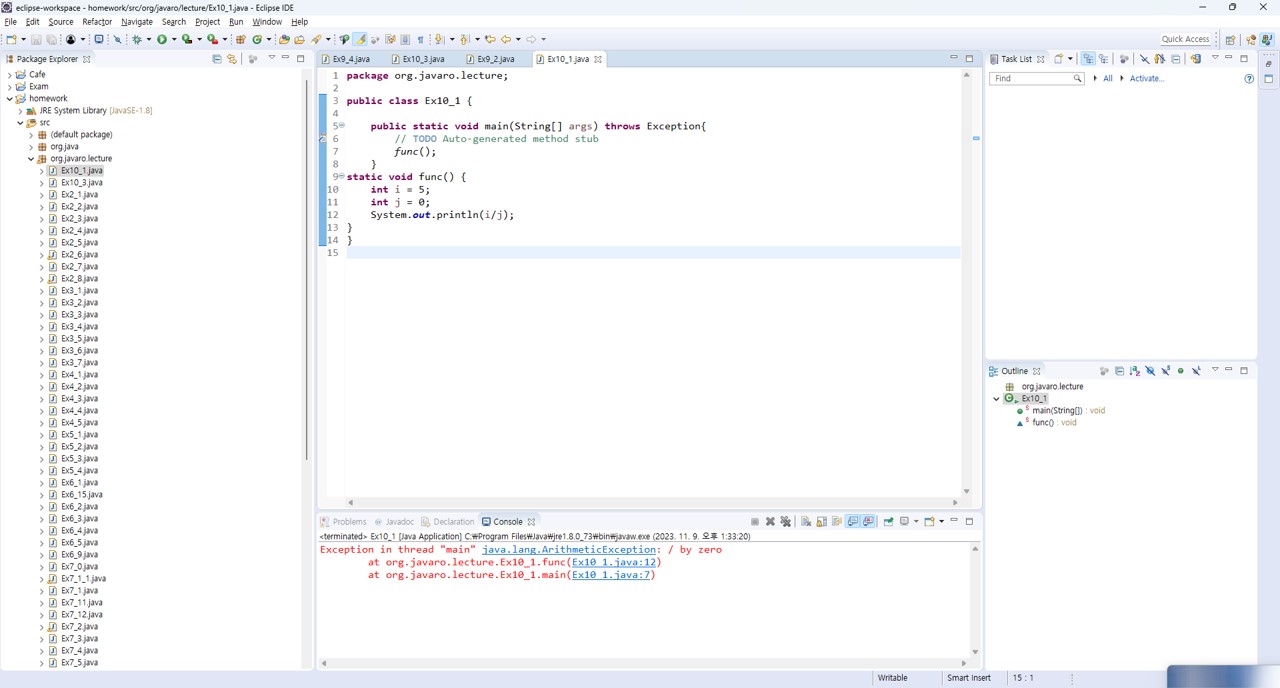 eclipse-workspace - homework/src/org/javaro/lecture/Ex10_1.java - Eclipse IDE
File Edit Source Refactor Navigate Search Project Run Window Help
Quick Access
Package Explorer
Cafe
Exam
homework
JRE System Library [JavaSE-1.8]
src
(default package)
org.java
org.javaro.lecture
Ex10_1.java
Ex10_3.java
Ex2_1.java
Ex2_2.java
Ex2_3.java
Ex2_4.java
Ex2_5.java
Ex2_6.java
Ex2_7.java
Ex2_8.java
Ex3_1.java
Ex3_2.java
Ex3_3.java
Ex3_4.java
Ex3_5.java
Ex3_6.java
Ex3_7.java
Ex4_1.java
Ex4_2.java
Ex4_3.java
Ex4_4.java
Ex4_5.java
Ex5_1.java
Ex5_2.java
Ex5_3.java
Ex5_4.java
Ex6_1.java
Ex6_15.java
Ex6_2.java
Ex6_3.java
Ex6_4.java
Ex6_5.java
Ex6_9.java
Ex7_0.java
Ex7_1_1.java
Ex7_1.java
Ex7_11.java
Ex7_12.java
Ex7_2.java
Ex7_3.java
Ex7_4.java
Ex7_5.java
Ex9_4.java Ex10_3.java Ex9_2.java Ex10_1.java
1 package org.javaro.lecture;
2
3 public class Ex10_1 {
4
5 public static void main(String[] args) throws Exception{
6 // TODO Auto-generated method stub
7 func();
8 }
9 static void func() {
10 int i = 5;
11 int j = 0;
12 System.out.println(i/j);
13 }
14 }
15
Problems Javadoc Declaration Console
<terminated> Ex10_1 [Java Application] C:₩Program Files₩Java₩jre1.8.0_73₩bin₩javaw.exe (2023. 11. 9. 오후 1:33:20)
Exception in thread "main" java.lang.ArithmeticException: / by zero
at org.javaro.lecture.Ex10_1.func(Ex10_1.java:12)
at org.javaro.lecture.Ex10_1.main(Ex10_1.java:7)
Task List
Find All Activate...
Outline
org.javaro.lecture
Ex10_1
main(String[]) : void
func() : void
Writable Smart Insert 15 : 1